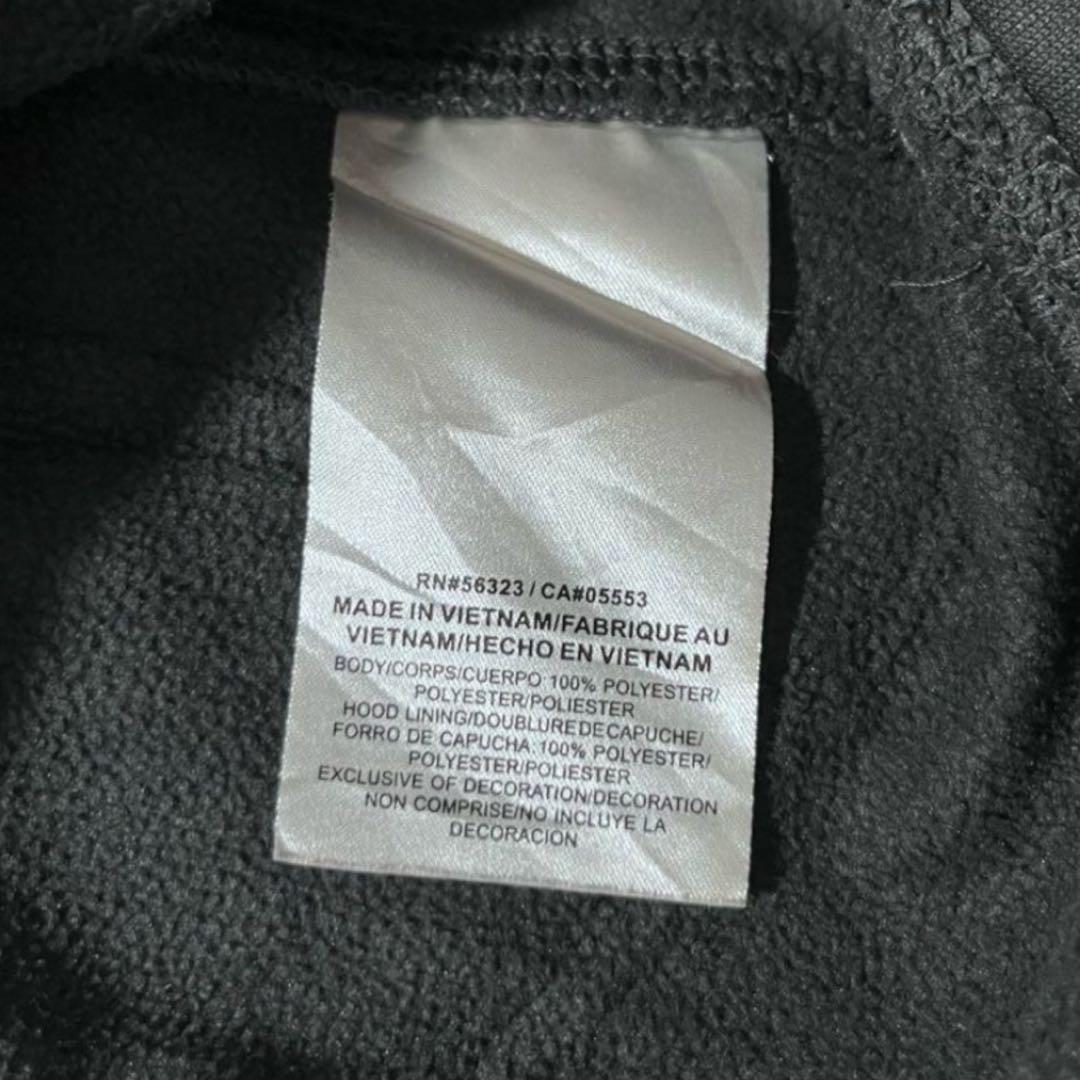 RN#56323 / CA#05553
MADE IN VIETNAM/FABRIQUE AU
VIETNAM/HECHO EN VIETNAM
BODY/CORPS/CUERPO:100% POLYESTER/
POLYESTER/POLIESTER
HOOD LINING/DOUBLURE DE CAPUCHE/
FORRO DE CAPUCHA:100% POLYESTER/
POLYESTER/POLIESTER
EXCLUSIVE OF DECORATION/DECORATION
NON COMPRISE/NO INCLUYE LA
DECORACION